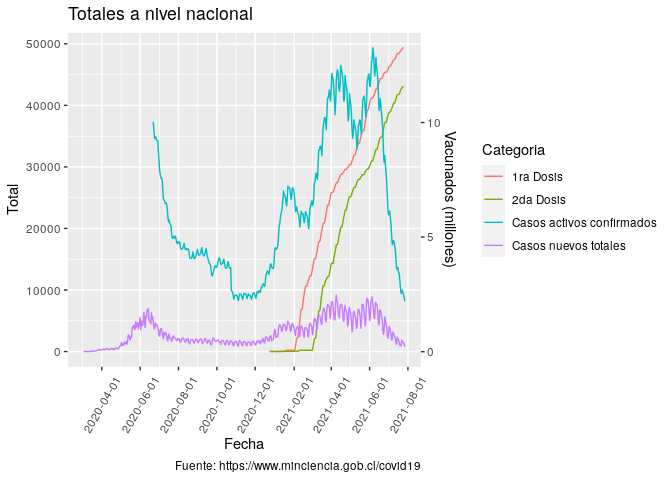 Totales a nivel nacional
50000
40000
30000
20000
10000
0
Total
10
5
0
Vacunados (millones)
2020-04-01
2020-06-01
2020-08-01
2020-10-01
2020-12-01
2021-02-01
2021-04-01
2021-06-01
2021-08-01
Fecha
Categoria
1ra Dosis
2da Dosis
Casos activos confirmados
Casos nuevos totales
Fuente: https://www.minciencia.gob.cl/covid19